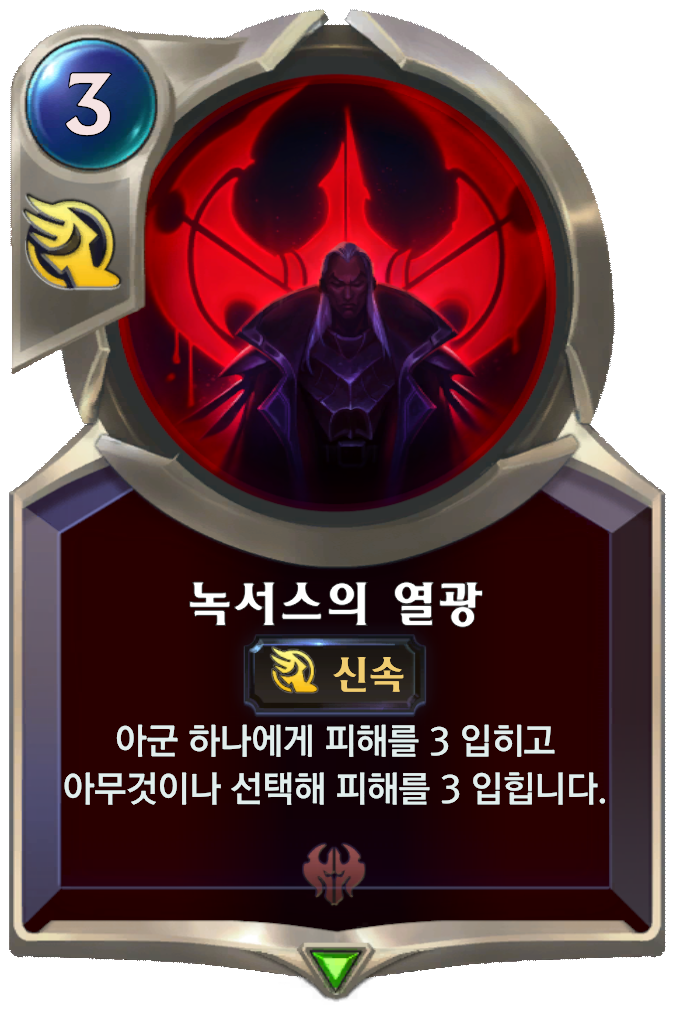 3
녹서스의 열광
신속
아군 하나에게 피해를 3 입히고
아무것이나 선택해 피해를 3 입힙니다.